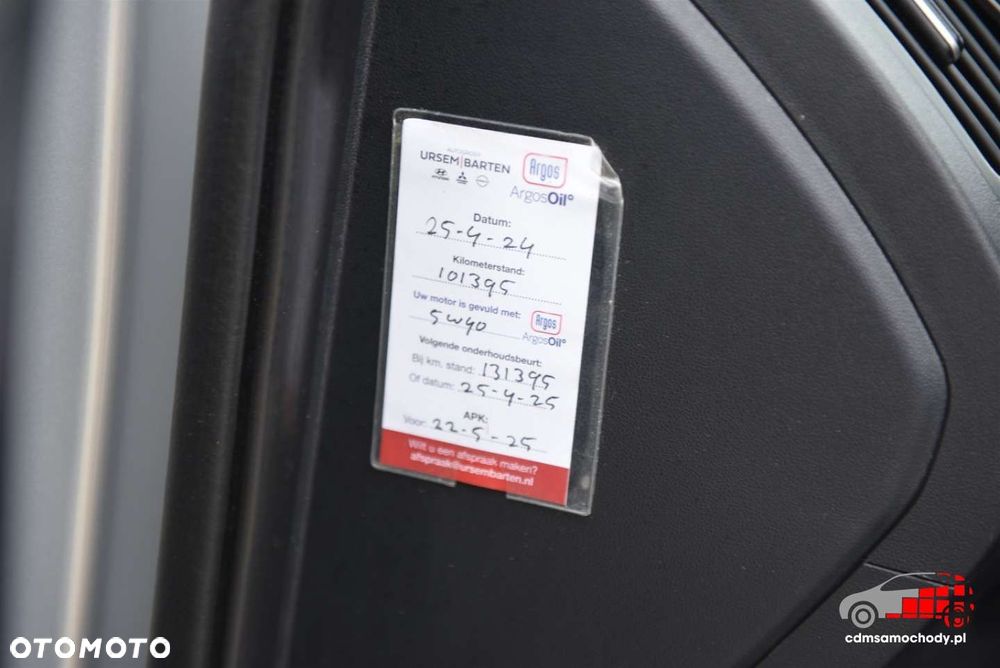 AUTOGROEP
URSEM|BARTEN
Argos
ArgosOil
Datum:
25-4-24
Kilometerstand:
101395
Uw motor is gevuld met:
5w40
Argos
ArgosOil
Volgende onderhoudsbeurt:
Bij km. stand: 131395
Of datum: 25-4-25
APK:
Voor: 22-5-25
Wilt u een afspraak maken?
afspraak@ursembarten.nl
OTOMOTO
cdmsamochody.pl